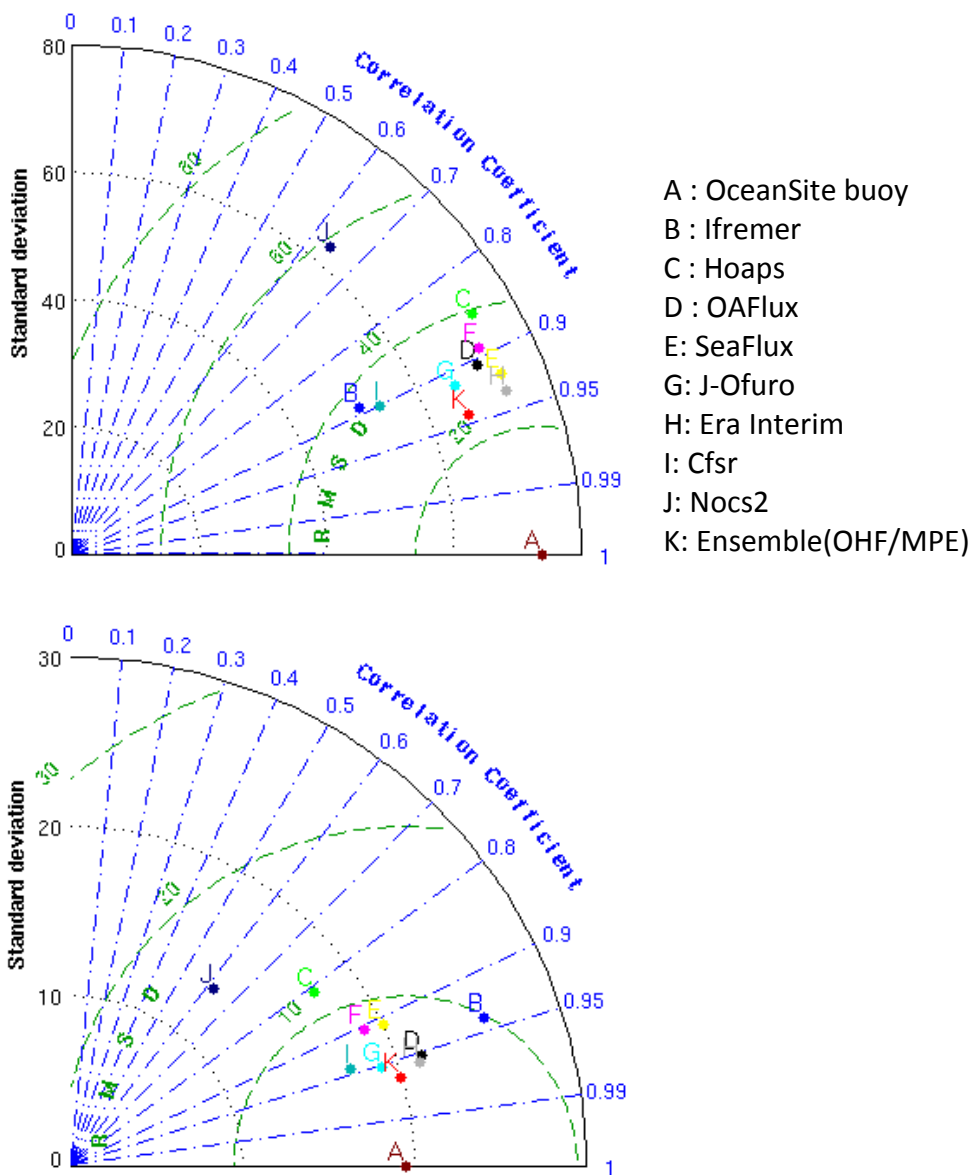 0
0.1
0.2
0.3
0.4
0.5
0.6
0.7
0.8
0.9
0.95
0.99
1
Correlation Coefficient
80
60
40
20
0
Standard deviation
80
60
40
20
R M S D
J
C
F
D
E
H
G
K
B
I
A
A : OceanSite buoy
B : Ifremer
C : Hoaps
D : OAFlux
E: SeaFlux
G: J-Ofuro
H: Era Interim
I: Cfsr
J: Nocs2
K: Ensemble(OHF/MPE)
0
0.1
0.2
0.3
0.4
0.5
0.6
0.7
0.8
0.9
0.95
0.99
1
Correlation Coefficient
30
20
10
0
Standard deviation
30
20
10
R M S D
J
C
B
F
E
D
I
G
K
A